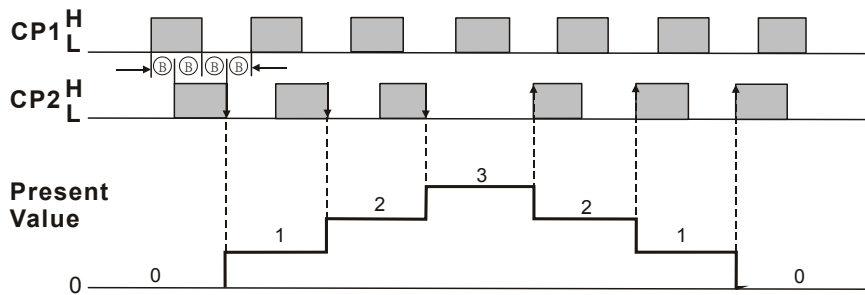 CP1 H
L
Ⓑ Ⓑ Ⓑ Ⓑ
CP2 H
L
Present
Value
3
2 2
1 1
0 0
0